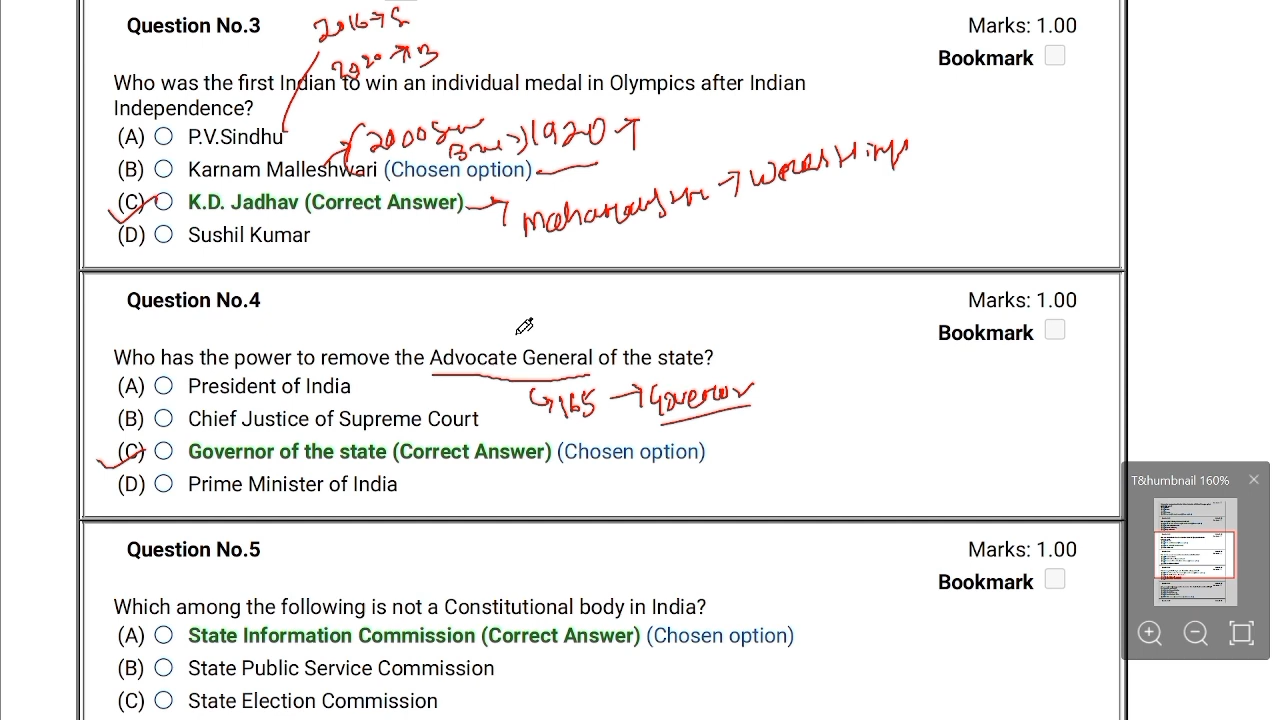 Question No.3
Marks: 1.00
2016→S
Bookmark
2020→B
Who was the first Indian to win an individual medal in Olympics after Indian
Independence?
(A) P.V.Sindhu
2000
1920
(B) Karnam Malleshwari (Chosen option)
(C) K.D. Jadhav (Correct Answer)
(D) Sushil Kumar
Question No.4
Marks: 1.00
Bookmark
Who has the power to remove the Advocate General of the state?
(A) President of India
165 → Governor
(B) Chief Justice of Supreme Court
(C) Governor of the state (Correct Answer) (Chosen option)
(D) Prime Minister of India
T&humbnail 160%
Question No.5
Marks: 1.00
Bookmark
Which among the following is not a Constitutional body in India?
(A) State Information Commission (Correct Answer) (Chosen option)
(B) State Public Service Commission
(C) State Election Commission